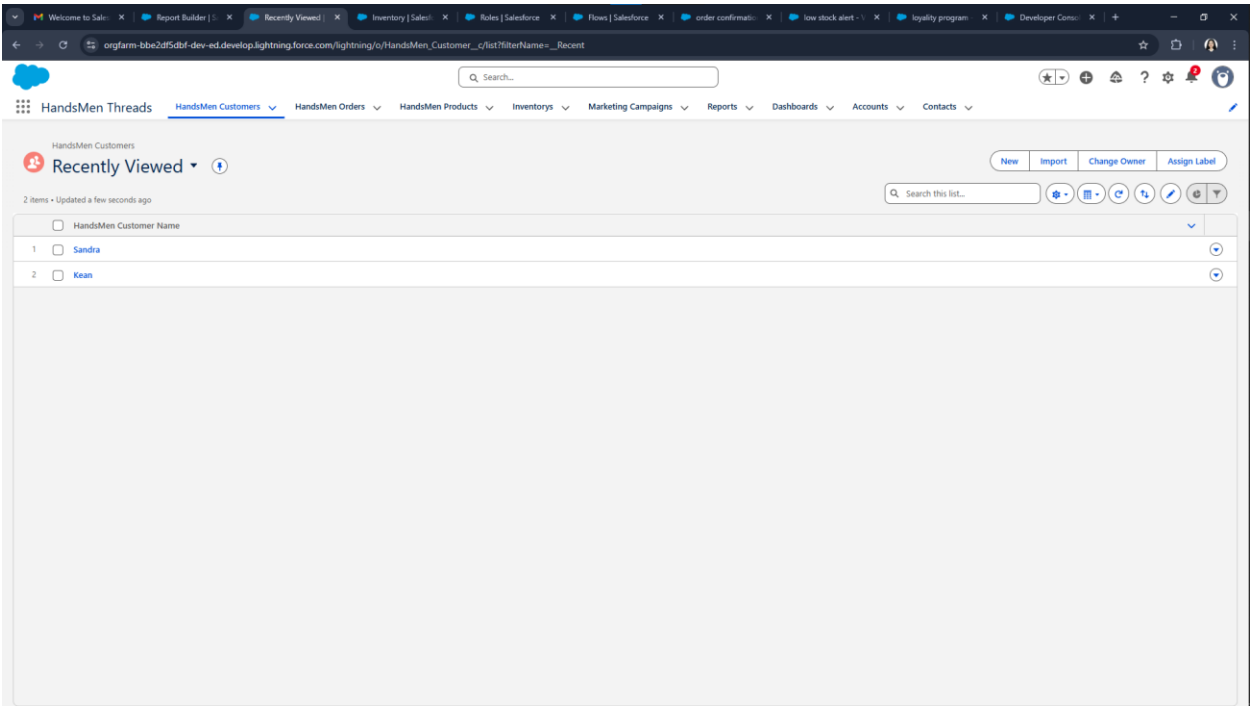 Welcome to Sales Report Builder | S Recently Viewed | Inventory | Salesfo Roles | Salesforce Flows | Salesforce order confirmatio low stock alert - V loyality program - Developer Consol
orgfarm-bbe2df5dbf-dev-ed.develop.lightning.force.com/lightning/o/HandsMen_Customer__c/list?filterName=__Recent
Search...
2
HandsMen Threads HandsMen Customers HandsMen Orders HandsMen Products Inventorys Marketing Campaigns Reports Dashboards Accounts Contacts
HandsMen Customers
Recently Viewed
New Import Change Owner Assign Label
2 items • Updated a few seconds ago
Search this list...
HandsMen Customer Name
1 Sandra
2 Kean